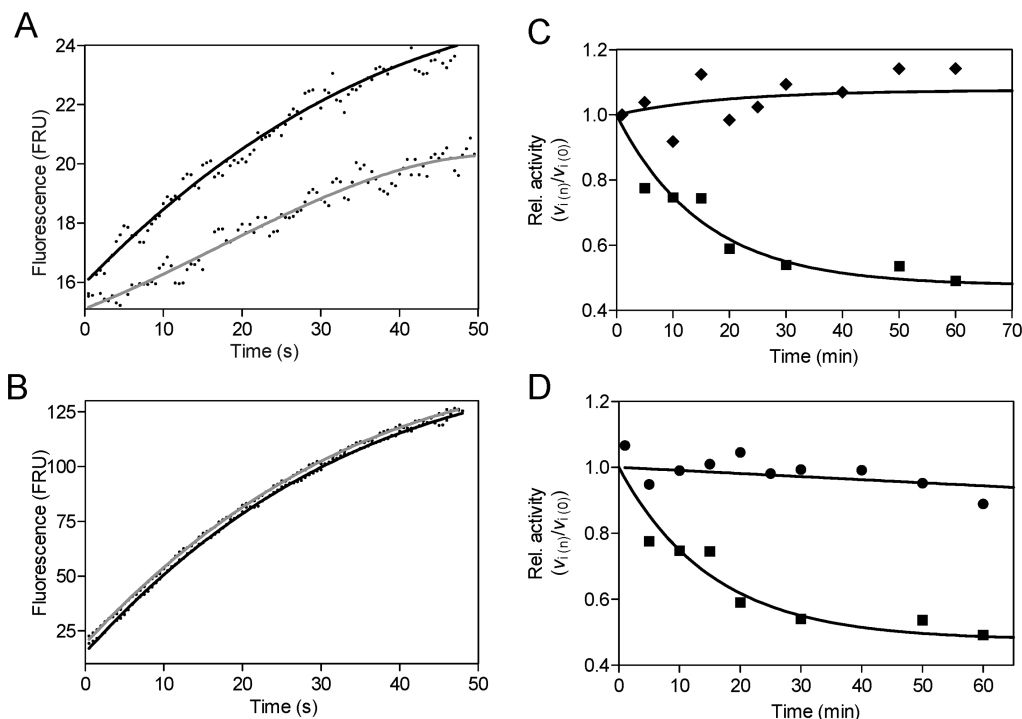 A
Fluorescence (FRU)
24
22
20
18
16
0 10 20 30 40 50
Time (s)
B
Fluorescence (FRU)
125
100
75
50
25
0 10 20 30 40 50
Time (s)
C
Rel. activity
(vi (n)/vi (0))
1.2
1.0
0.8
0.6
0.4
0 10 20 30 40 50 60 70
Time (min)
D
Rel. activity
(vi (n)/vi (0))
1.2
1.0
0.8
0.6
0.4
0 10 20 30 40 50 60
Time (min)